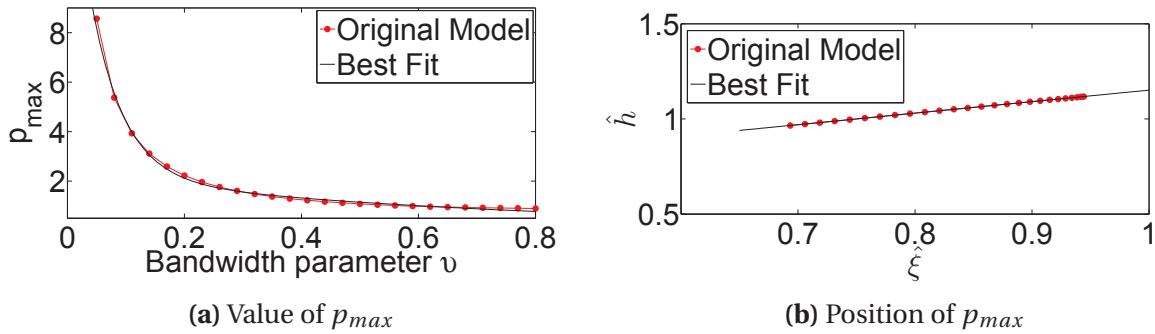 8
6
4
2
p_max
Original Model
Best Fit
0
0.2
0.4
0.6
0.8
Bandwidth parameter υ
(a) Value of p_max
1.5
1
0.5
ĥ
Original Model
Best Fit
0.7
0.8
0.9
1
ξ̂
(b) Position of p_max